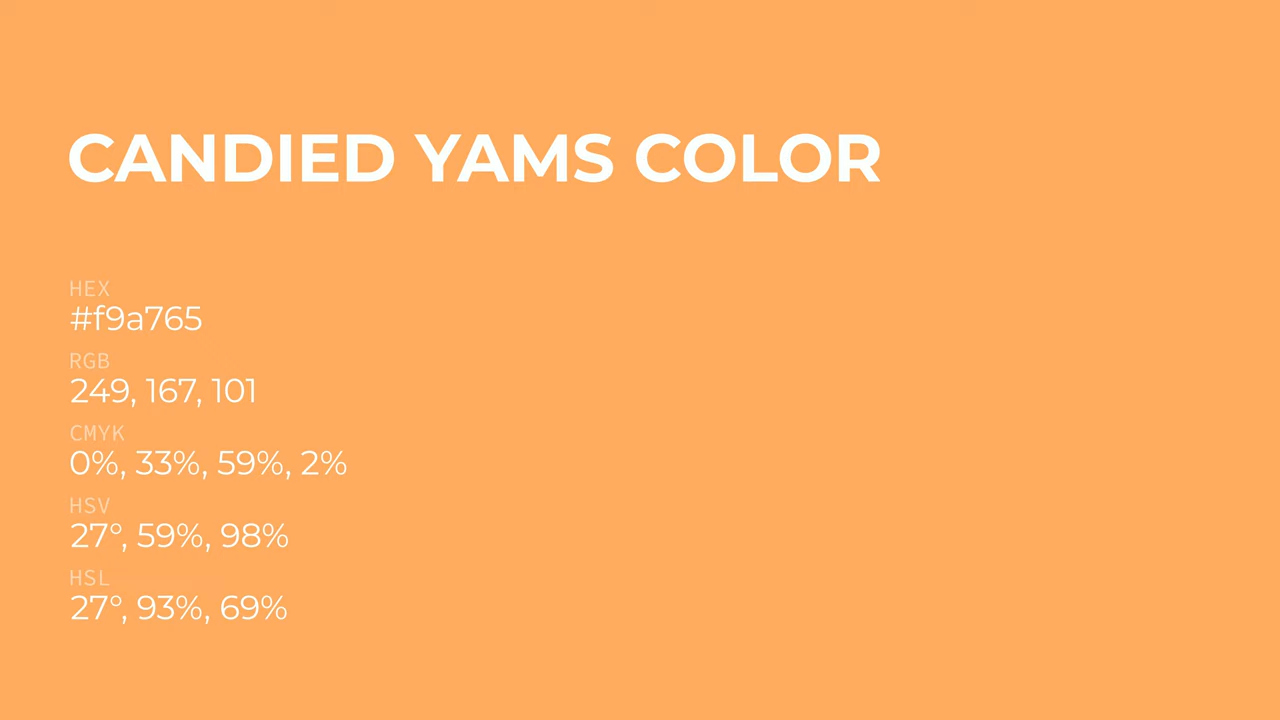 CANDIED YAMS COLOR
HEX
#f9a765
RGB
249, 167, 101
CMYK
0%, 33%, 59%, 2%
HSV
27°, 59%, 98%
HSL
27°, 93%, 69%